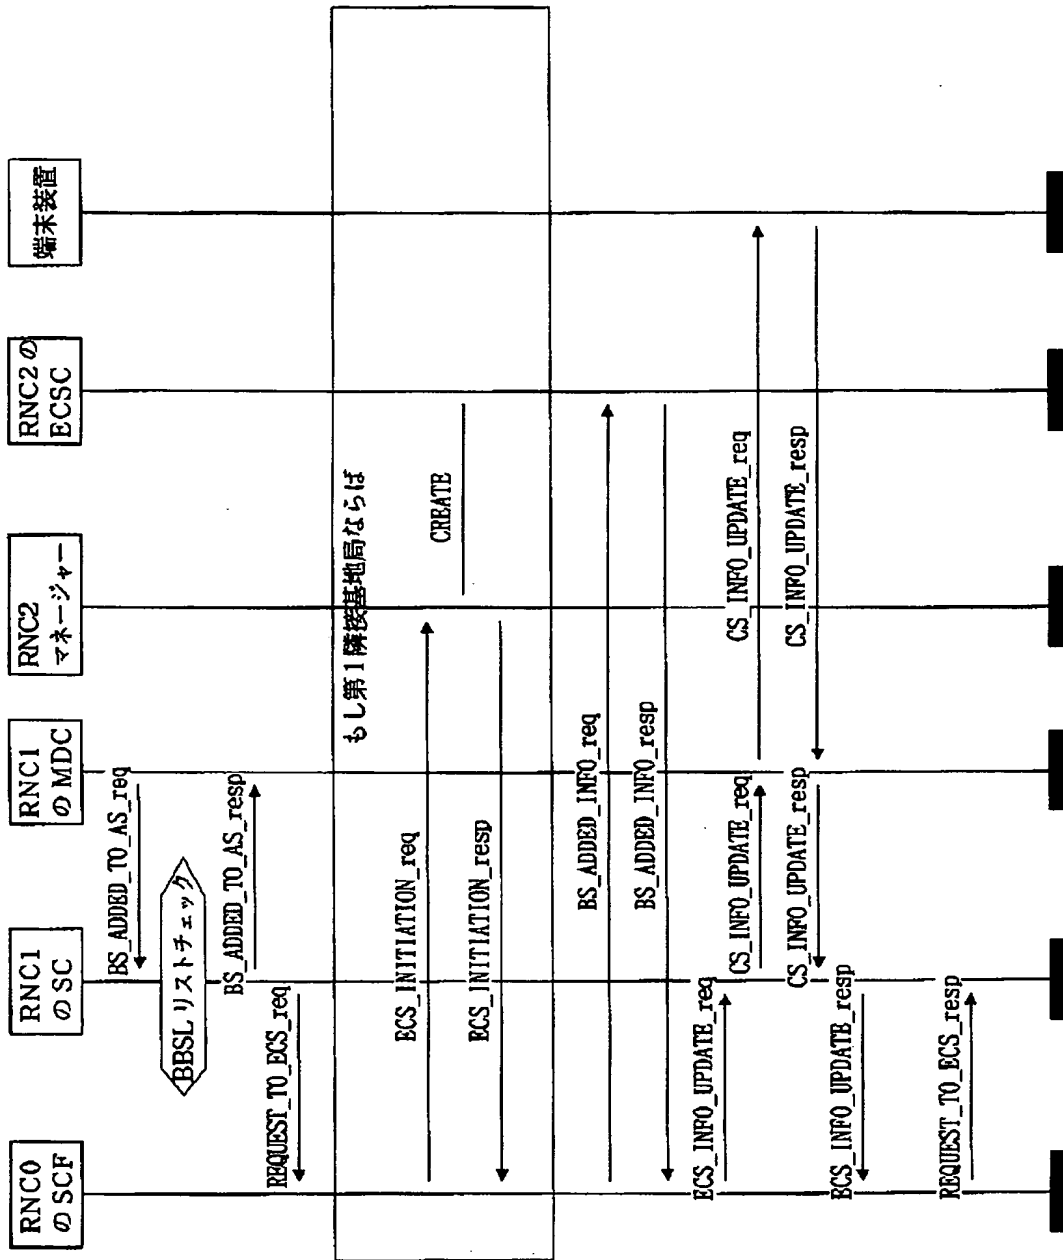 RNC0
のSCF
RNC1
のSC
RNC1
のMDC
RNC2
マネージャー
RNC2の
ECSC
端末装置
BS_ADDED_TO_AS_req
BBSLリストチェック
BS_ADDED_TO_AS_resp
REQUEST_TO_ECS_req
もし第1隣接基地局ならば
ECS_INITIATION_req
CREATE
ECS_INITIATION_resp
BS_ADDED_INFO_req
BS_ADDED_INFO_resp
ECS_INFO_UPDATE_req
CS_INFO_UPDATE_req
CS_INFO_UPDATE_req
CS_INFO_UPDATE_resp
CS_INFO_UPDATE_resp
ECS_INFO_UPDATE_resp
REQUEST_TO_ECS_resp